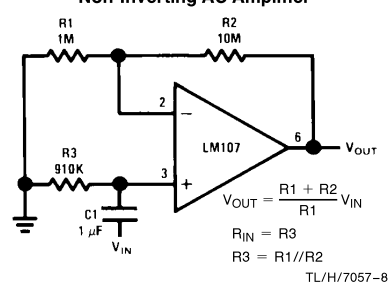 Non-Inverting AC Amplifier
R1
1M
R2
10M
2
−
LM107
6
VOUT
R3
910K
3
+
C1
1 μF
VIN
VOUT = R1 + R2 / R1 VIN
RIN = R3
R3 = R1//R2
TL/H/7057–8